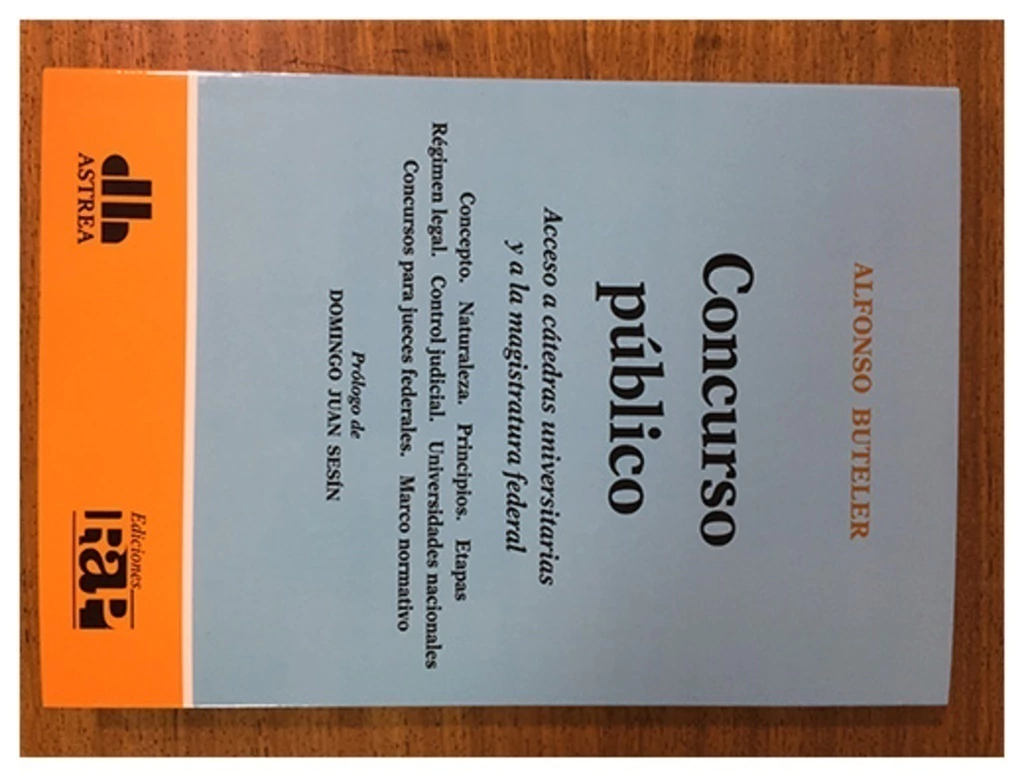 ALFONSO BUTELER
Concurso
público
Acceso a cátedras universitarias
y a la magistratura federal
Concepto. Naturaleza. Principios. Etapas
Régimen legal. Control judicial. Universidades nacionales
Concursos para jueces federales. Marco normativo
Prólogo de
DOMINGO JUAN SESÍN
ASTREA
Ediciones
IRaP